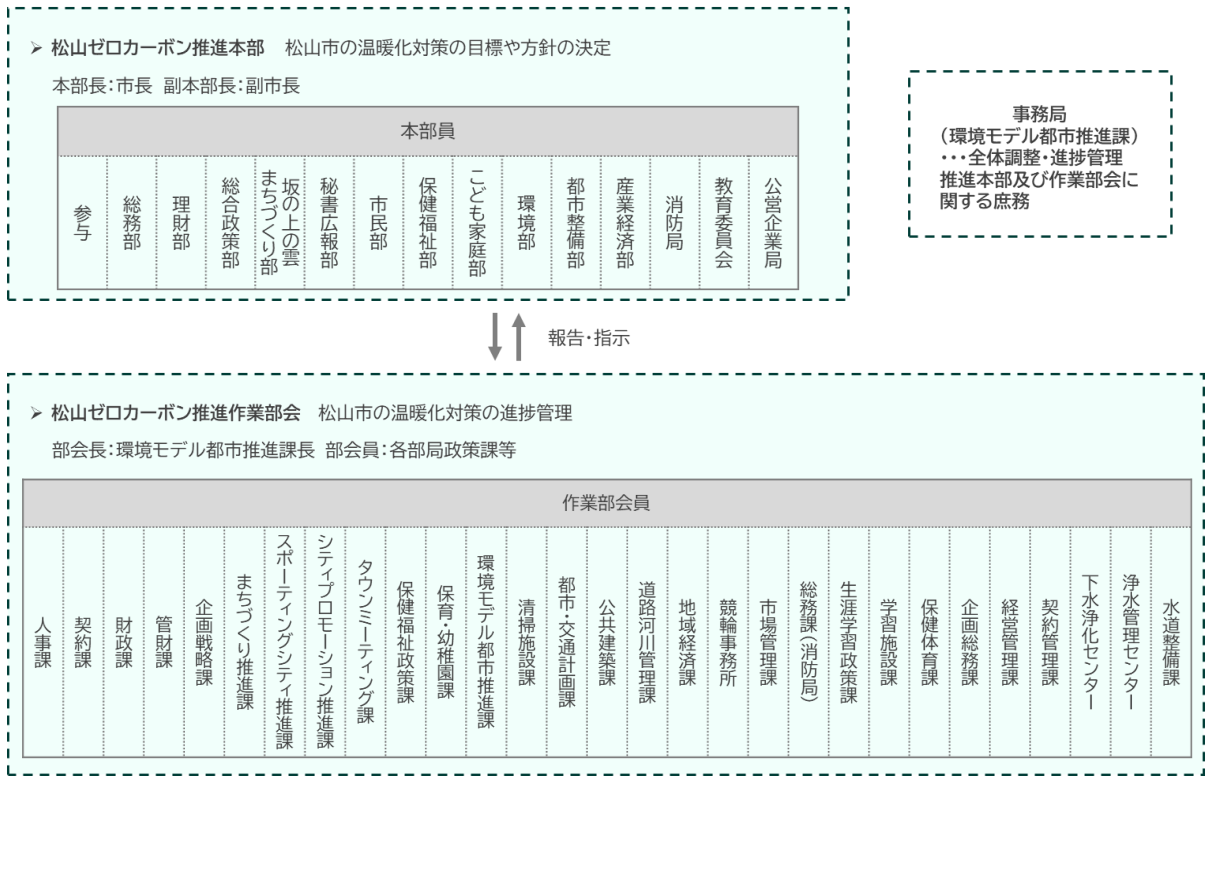 ➢ 松山ゼロカーボン推進本部 松山市の温暖化対策の目標や方針の決定
本部長：市長 副本部長：副市長
本部員
参与
総務部
理財部
総合政策部
坂の上の雲
まちづくり部
秘書広報部
市民部
保健福祉部
こども家庭部
環境部
都市整備部
産業経済部
消防局
教育委員会
公営企業局
事務局
（環境モデル都市推進課）
・・・全体調整・進捗管理
推進本部及び作業部会に
関する庶務
報告・指示
➢ 松山ゼロカーボン推進作業部会 松山市の温暖化対策の進捗管理
部会長：環境モデル都市推進課長 部会員：各部局政策課等
作業部会員
人事課
契約課
財政課
管財課
企画戦略課
まちづくり推進課
スポーティングシティ推進課
シティプロモーション推進課
タウンミーティング課
保健福祉政策課
保育・幼稚園課
環境モデル都市推進課
清掃施設課
都市・交通計画課
公共建築課
道路河川管理課
地域経済課
競輪事務所
市場管理課
総務課（消防局）
生涯学習政策課
学習施設課
保健体育課
企画総務課
経営管理課
契約管理課
下水浄化センター
浄水管理センター
水道整備課